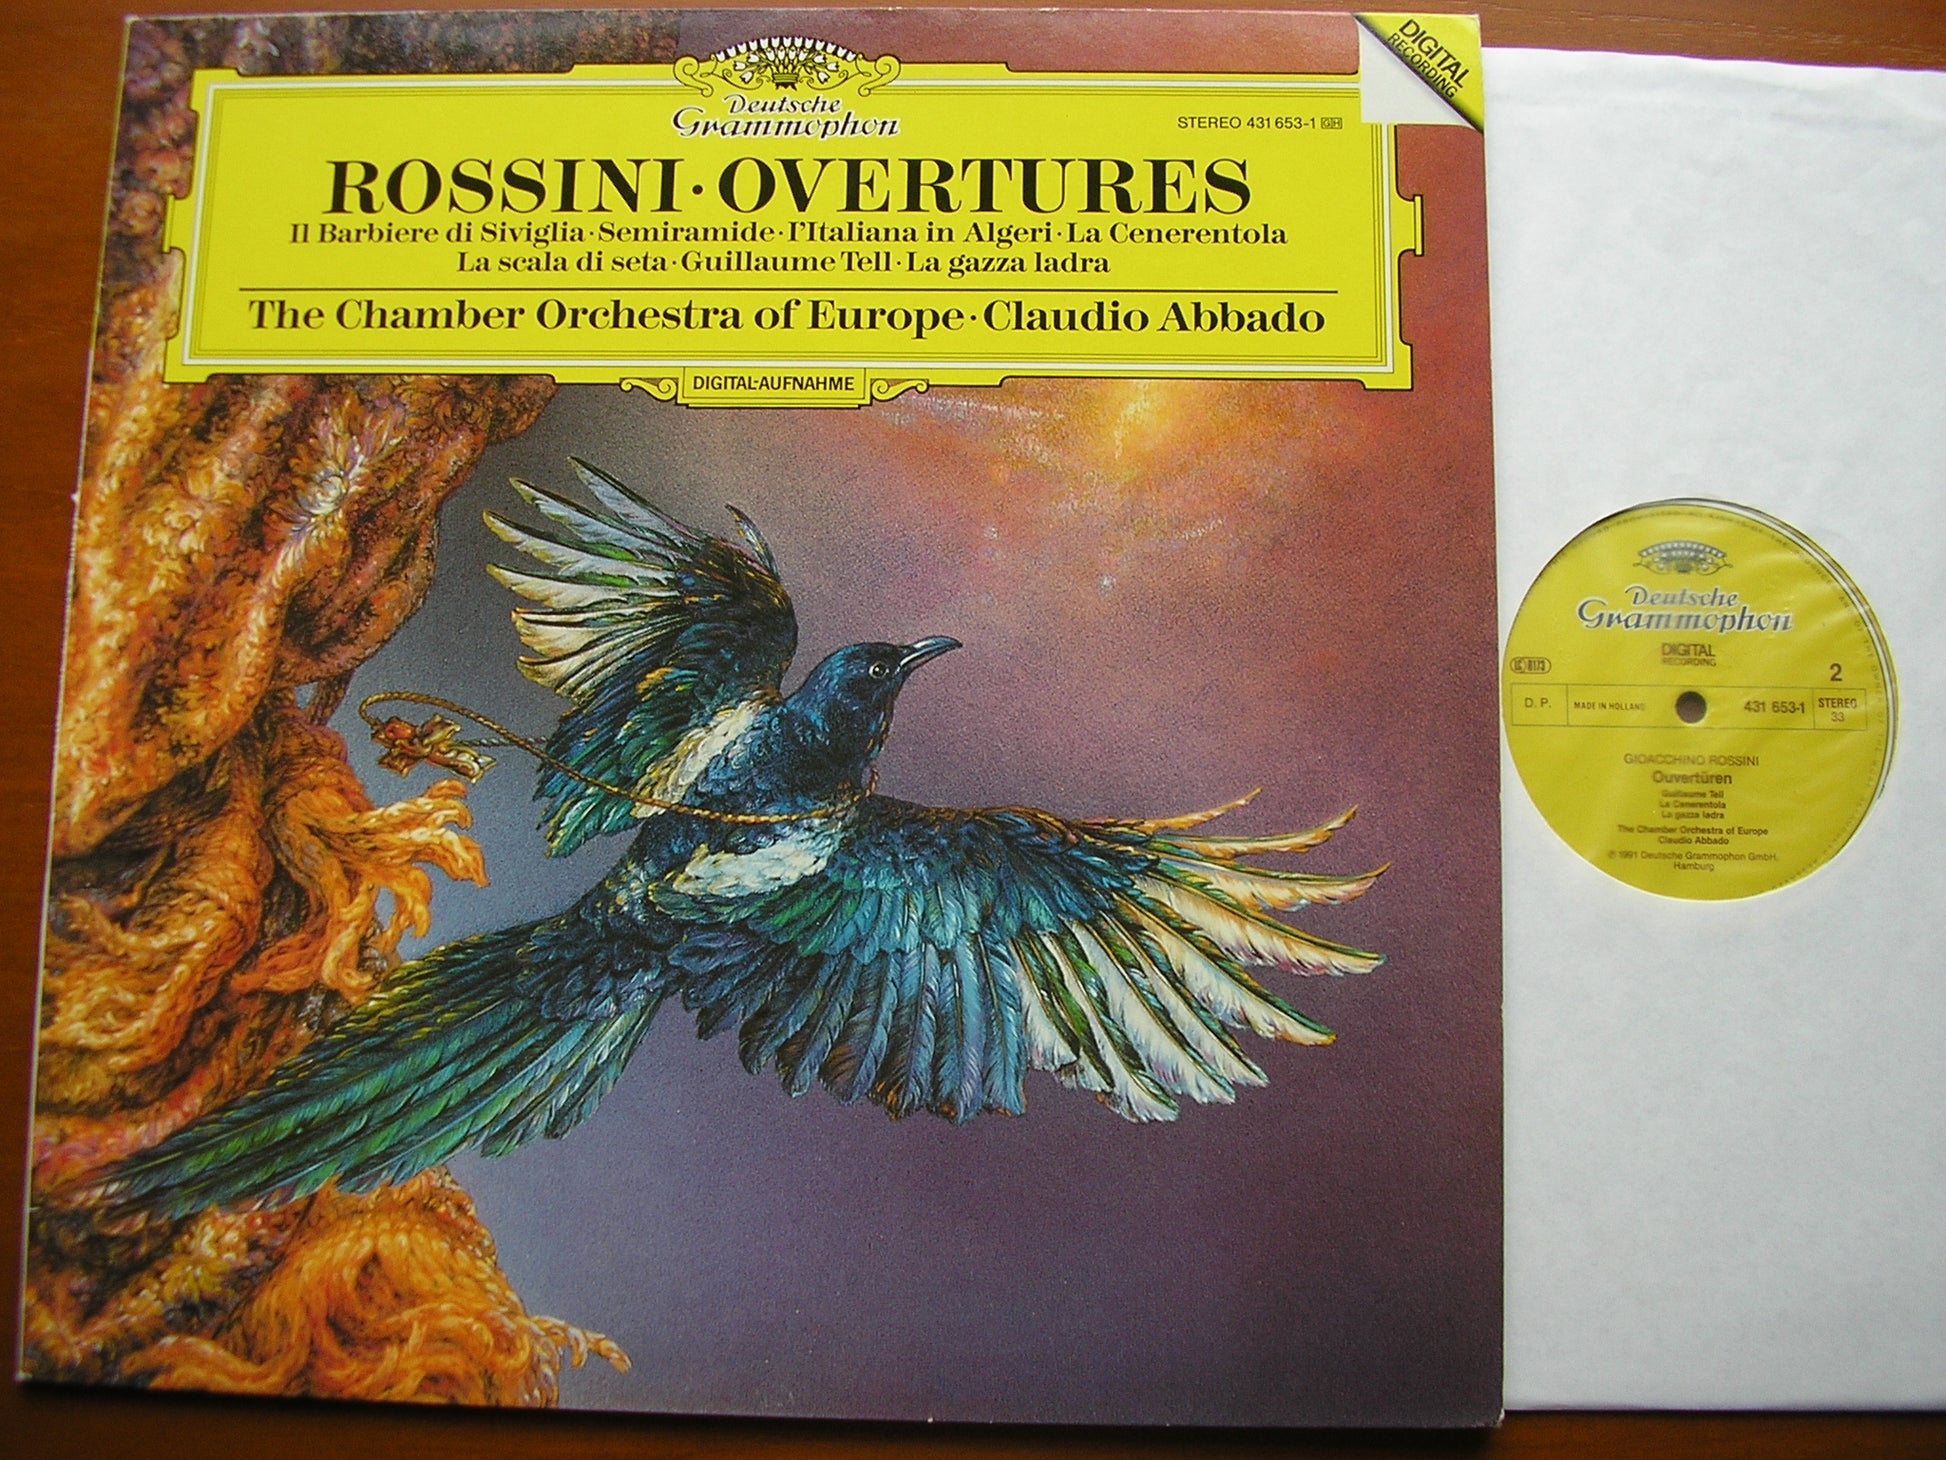 DIGITAL
RECORDING
Deutsche
Grammophon
STEREO 431 653-1 GH
ROSSINI · OVERTURES
Il Barbiere di Siviglia · Semiramide · l'Italiana in Algeri · La Cenerentola
La scala di seta · Guillaume Tell · La gazza ladra
The Chamber Orchestra of Europe · Claudio Abbado
DIGITAL-AUFNAHME
Deutsche
Grammophon
DIGITAL
RECORDING
LC 0173
2
D. P.
MADE IN HOLLAND
431 653-1
STEREO
33
GIOACCHINO ROSSINI
Ouvertüren
Guillaume Tell
La Cenerentola
La gazza ladra
The Chamber Orchestra of Europe
Claudio Abbado
℗ 1991 Deutsche Grammophon GmbH,
Hamburg